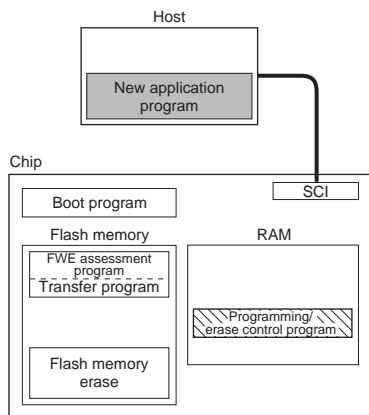 Host
New application
program
Chip
SCI
Boot program
Flash memory
FWE assessment
program
Transfer program
Flash memory
erase
RAM
Programming/
erase control program